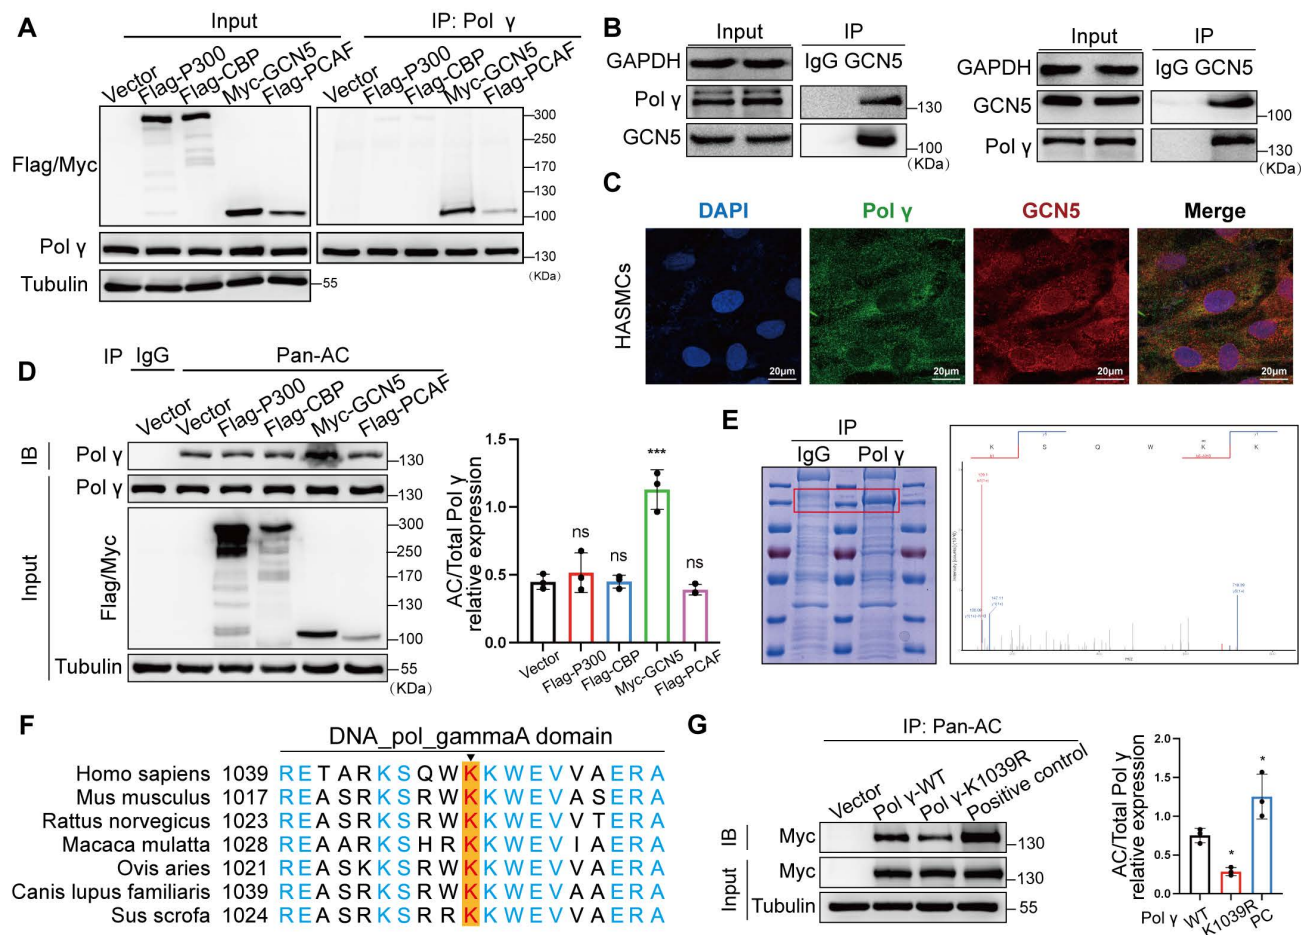 A
Input
IP: Pol γ
Vector
Flag-P300
Flag-CBP
Myc-GCN5
Flag-PCAF
Vector
Flag-P300
Flag-CBP
Myc-GCN5
Flag-PCAF
Flag/Myc
300
250
170
130
100
Pol γ
130
Tubulin
55
(KDa)
B
Input
IP
GAPDH
IgG GCN5
Pol γ
130
GCN5
100
(KDa)
Input
IP
GAPDH
IgG GCN5
GCN5
100
Pol γ
130
(KDa)
C
DAPI
Pol γ
GCN5
Merge
HASMCs
20μm
20μm
20μm
20μm
D
IP
IgG
Pan-AC
Vector
Vector
Flag-P300
Flag-CBP
Myc-GCN5
Flag-PCAF
IB
Pol γ
130
Input
Pol γ
130
Flag/Myc
300
250
170
130
100
Tubulin
55
(KDa)
AC/Total Pol γ
relative expression
1.5
1.0
0.5
0.0
ns
ns
***
ns
Vector
Flag-P300
Flag-CBP
Myc-GCN5
Flag-PCAF
E
IP
IgG
Pol γ
K S Q W K K
F
DNA_pol_gammaA domain
Homo sapiens 1039 R E T A R K S Q W K K W E V V A E R A
Mus musculus 1017 R E A S R K S R W K K W E V A S E R A
Rattus norvegicus 1023 R E A S R K S R W K K W E V V T E R A
Macaca mulatta 1028 R E A A R K S H R K K W E V I A E R A
Ovis aries 1021 R E A S K K S R W K K W E V V A E R A
Canis lupus familiaris 1039 R E A S R K S R W K K W E V A A E R A
Sus scrofa 1024 R E A S R K S R R K K W E V V A E R A
G
IP: Pan-AC
Vector
Pol γ-WT
Pol γ-K1039R
Positive control
IB
Myc
130
Input
Myc
130
Tubulin
55
AC/Total Pol γ
relative expression
2.0
1.5
1.0
0.5
0.0
*
*
Pol γ
WT
K1039R
PC